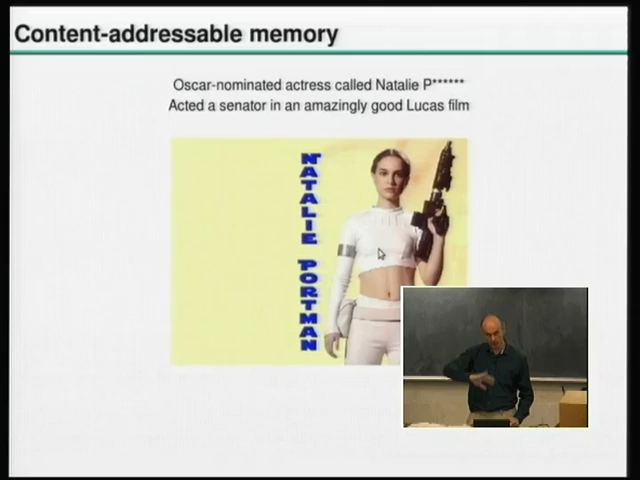 Content-addressable memory
Oscar-nominated actress called Natalie P******
Acted a senator in an amazingly good Lucas film
NATALIE PORTMAN